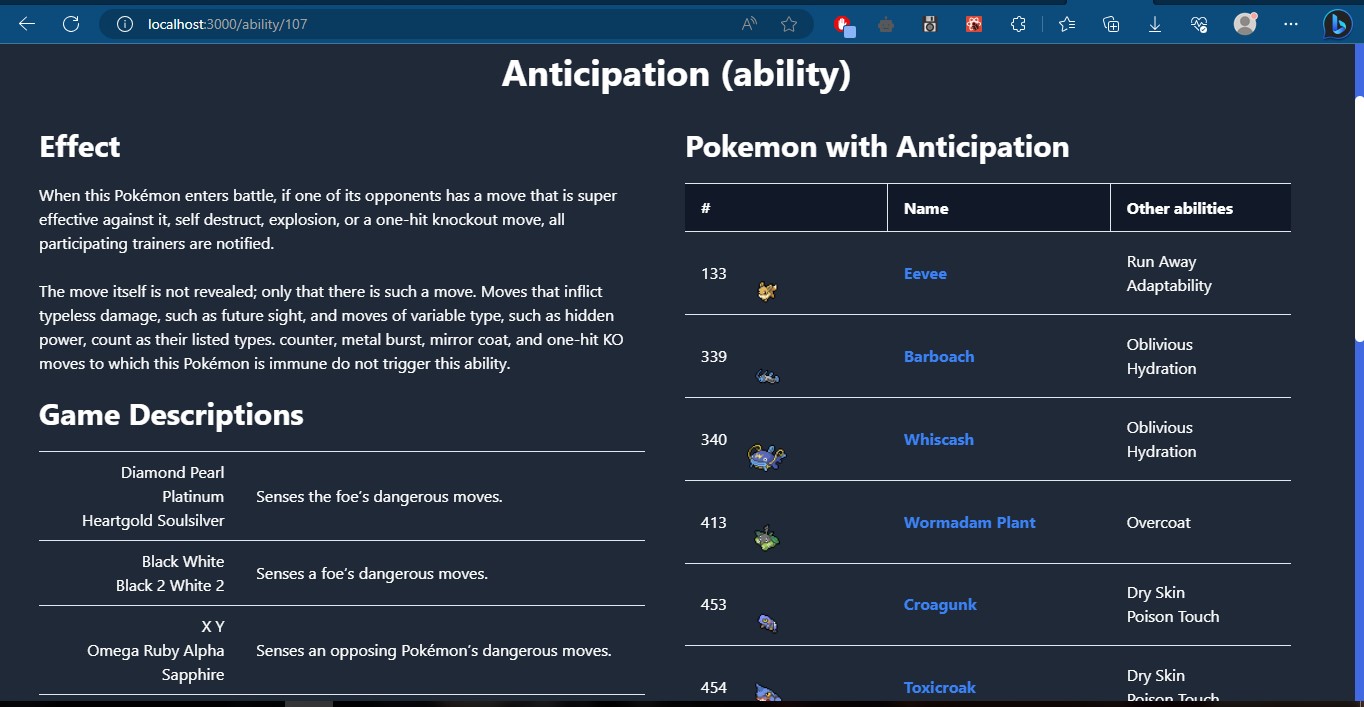 localhost:3000/ability/107
Anticipation (ability)
Effect
When this Pokémon enters battle, if one of its opponents has a move that is super
effective against it, self destruct, explosion, or a one-hit knockout move, all
participating trainers are notified.
The move itself is not revealed; only that there is such a move. Moves that inflict
typeless damage, such as future sight, and moves of variable type, such as hidden
power, count as their listed types. counter, metal burst, mirror coat, and one-hit KO
moves to which this Pokémon is immune do not trigger this ability.
Game Descriptions
Diamond Pearl
Platinum
Heartgold Soulsilver
Senses the foe’s dangerous moves.
Black White
Black 2 White 2
Senses a foe’s dangerous moves.
X Y
Omega Ruby Alpha
Sapphire
Senses an opposing Pokémon’s dangerous moves.
Pokemon with Anticipation
# Name Other abilities
133 Eevee Run Away
Adaptability
339 Barboach Oblivious
Hydration
340 Whiscash Oblivious
Hydration
413 Wormadam Plant Overcoat
453 Croagunk Dry Skin
Poison Touch
454 Toxicroak Dry Skin
Poison Touch